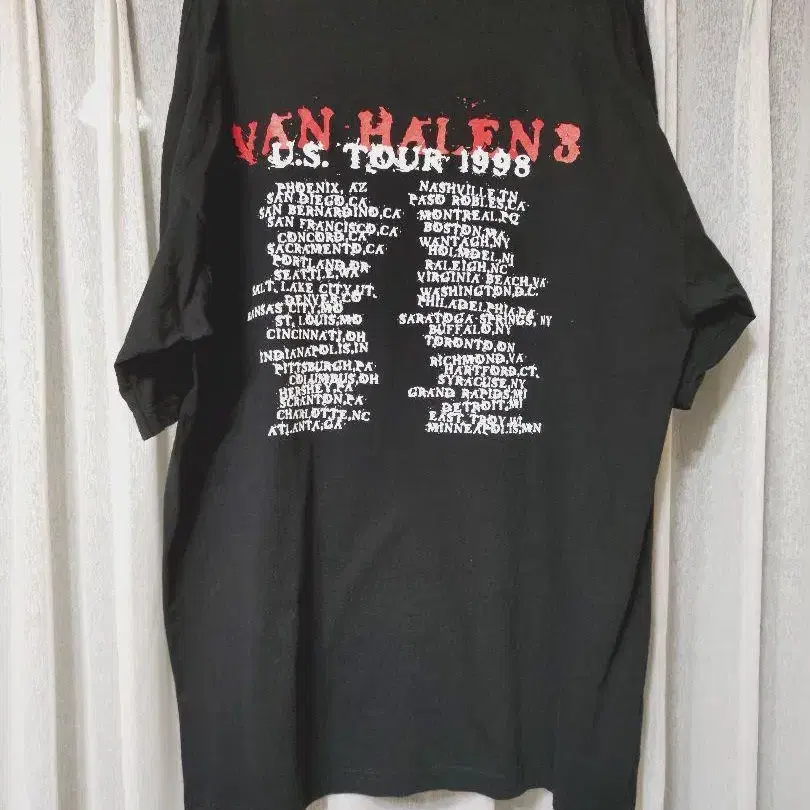 VAN HALEN 3
U.S. TOUR 1998
PHOENIX, AZ
SAN DIEGO,CA
SAN BERNARDINO,CA
SAN FRANCISCO,CA
CONCORD,CA
SACRAMENTO,CA
PORTLAND,OR
SEATTLE,WA
SALT, LAKE CITY,UT.
DENVER,CO
KANSAS CITY,MO
ST, LOUIS,MO
CINCINNATI,OH
INDIANAPOLIS,IN
PITTSBURGH,PA
COLUMBUS,OH
HERSHEY,PA
SCRANTON,PA
CHARLOTTE,NC
ATLANTA,GA
NASHVILLE,TN
PASO ROBLES,CA
MONTREAL,PQ
BOSTON,MA
WANTAGH,NY
HOLMDEL,NJ
RALEIGH,NC
VIRGINIA BEACH,VA
WASHINGTON,D.C.
PHILADELPHI,PA
SARATOGA SPRINGS, NY
BUFFALO,NY
TORONTO,ON
RICHMOND,VA
HARTFORD,CT.
SYRACUSE,NY
GRAND RAPIDS,MI
DETROIT,MI
EAST TROY,WI
MINNEAPOLIS,MN